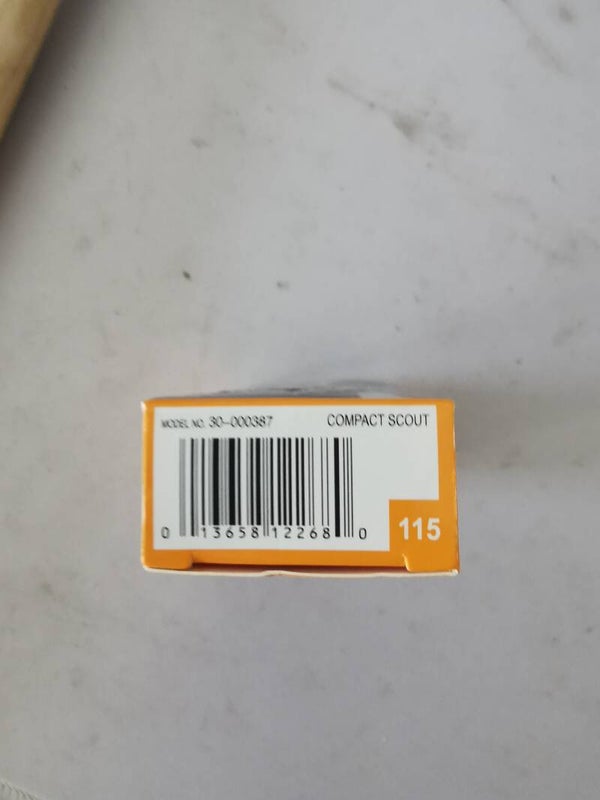 MODEL NO. 30-000387 COMPACT SCOUT
0 13658 12268 0
115